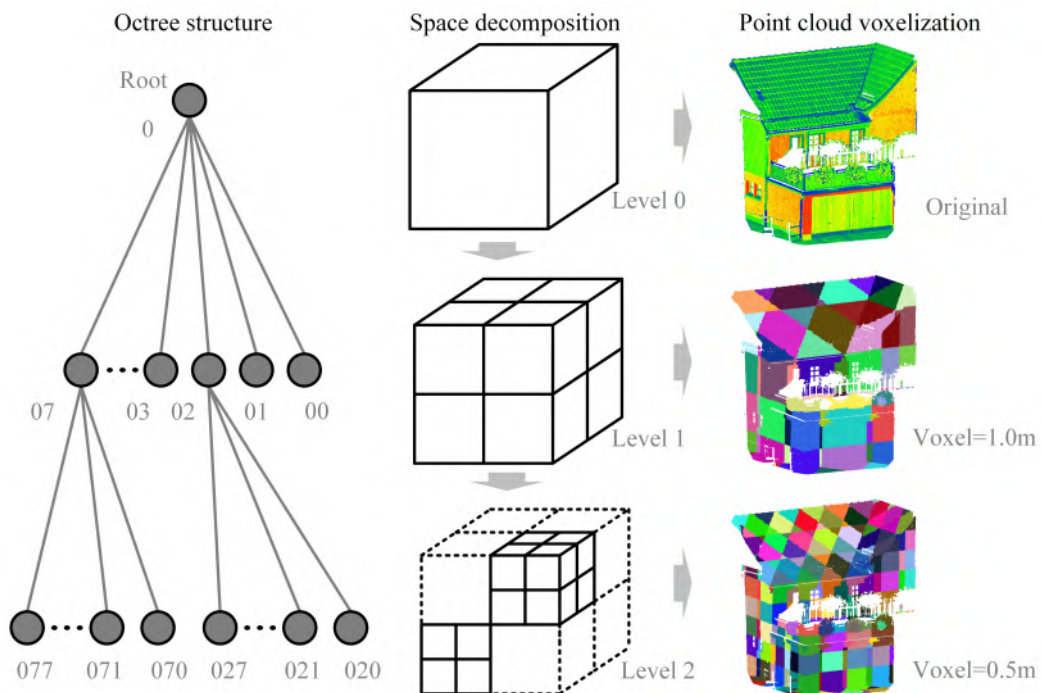 Octree structure
Space decomposition
Point cloud voxelization
Root
0
Level 0
Original
07
03
02
01
00
Level 1
Voxel=1.0m
077
071
070
027
021
020
Level 2
Voxel=0.5m